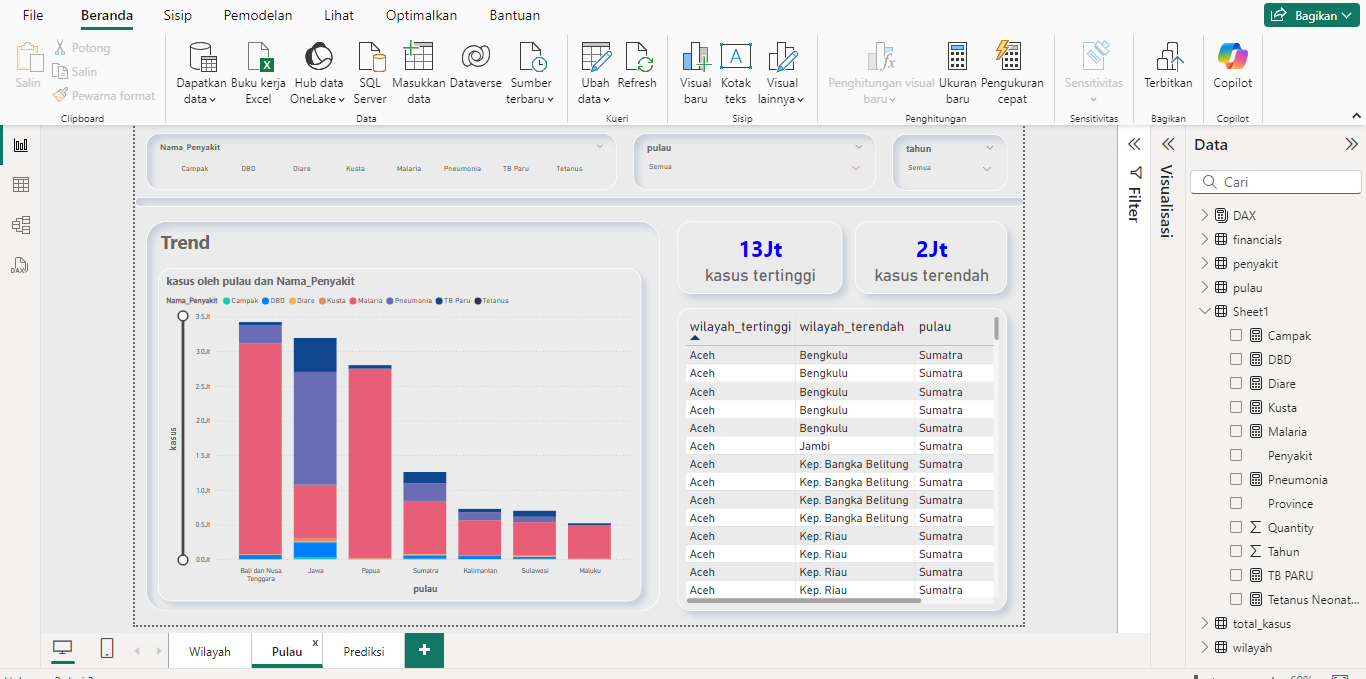 File Beranda Sisip Pemodelan Lihat Optimalkan Bantuan Bagikan
Salin
Potong
Salin
Pewarna format
Clipboard
Dapatkan data
Buku kerja Excel
Hub data OneLake
SQL Server
Masukkan data
Dataverse
Sumber terbaru
Data
Ubah data
Refresh
Kueri
Visual baru
Kotak teks
Visual lainnya
Sisip
Penghitungan visual baru
Ukuran baru
Pengukuran cepat
Penghitungan
Sensitivitas
Sensitivitas
Terbitkan
Bagikan
Copilot
Copilot
Nama_Penyakit
Campak DBD Diare Kusta Malaria Pneumonia TB Paru Tetanus
pulau
Semua
tahun
Semua
Trend
kasus oleh pulau dan Nama_Penyakit
Nama_Penyakit Campak DBD Diare Kusta Malaria Pneumonia TB Paru Tetanus
3.5Jt
3.0Jt
2.5Jt
2.0Jt
1.5Jt
1.0Jt
0.5Jt
0.0Jt
kasus
Bali dan Nusa Tenggara
Jawa
Papua
Sumatra
Kalimantan
Sulawesi
Maluku
pulau
13Jt
kasus tertinggi
2Jt
kasus terendah
wilayah_tertinggi wilayah_terendah pulau
Aceh Bengkulu Sumatra
Aceh Bengkulu Sumatra
Aceh Bengkulu Sumatra
Aceh Bengkulu Sumatra
Aceh Bengkulu Sumatra
Aceh Jambi Sumatra
Aceh Kep. Bangka Belitung Sumatra
Aceh Kep. Bangka Belitung Sumatra
Aceh Kep. Bangka Belitung Sumatra
Aceh Kep. Bangka Belitung Sumatra
Aceh Kep. Riau Sumatra
Aceh Kep. Riau Sumatra
Aceh Kep. Riau Sumatra
Aceh Kep. Riau Sumatra
Filter
Visualisasi
Data
Cari
DAX
financials
penyakit
pulau
Sheet1
Campak
DBD
Diare
Kusta
Malaria
Penyakit
Pneumonia
Province
Quantity
Tahun
TB PARU
Tetanus Neonat...
total_kasus
wilayah
Wilayah
Pulau x
Prediksi
+